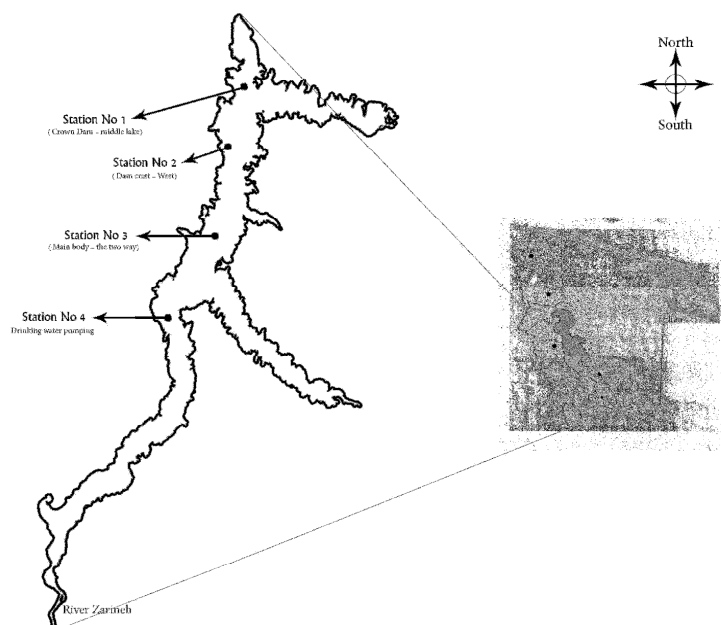 North
South
Station No 1
( Crown Dam - middle lake)
Station No 2
( Dam crest - West)
Station No 3
( Main body - the two way)
Station No 4
Drinking water pumping
River Zarineh